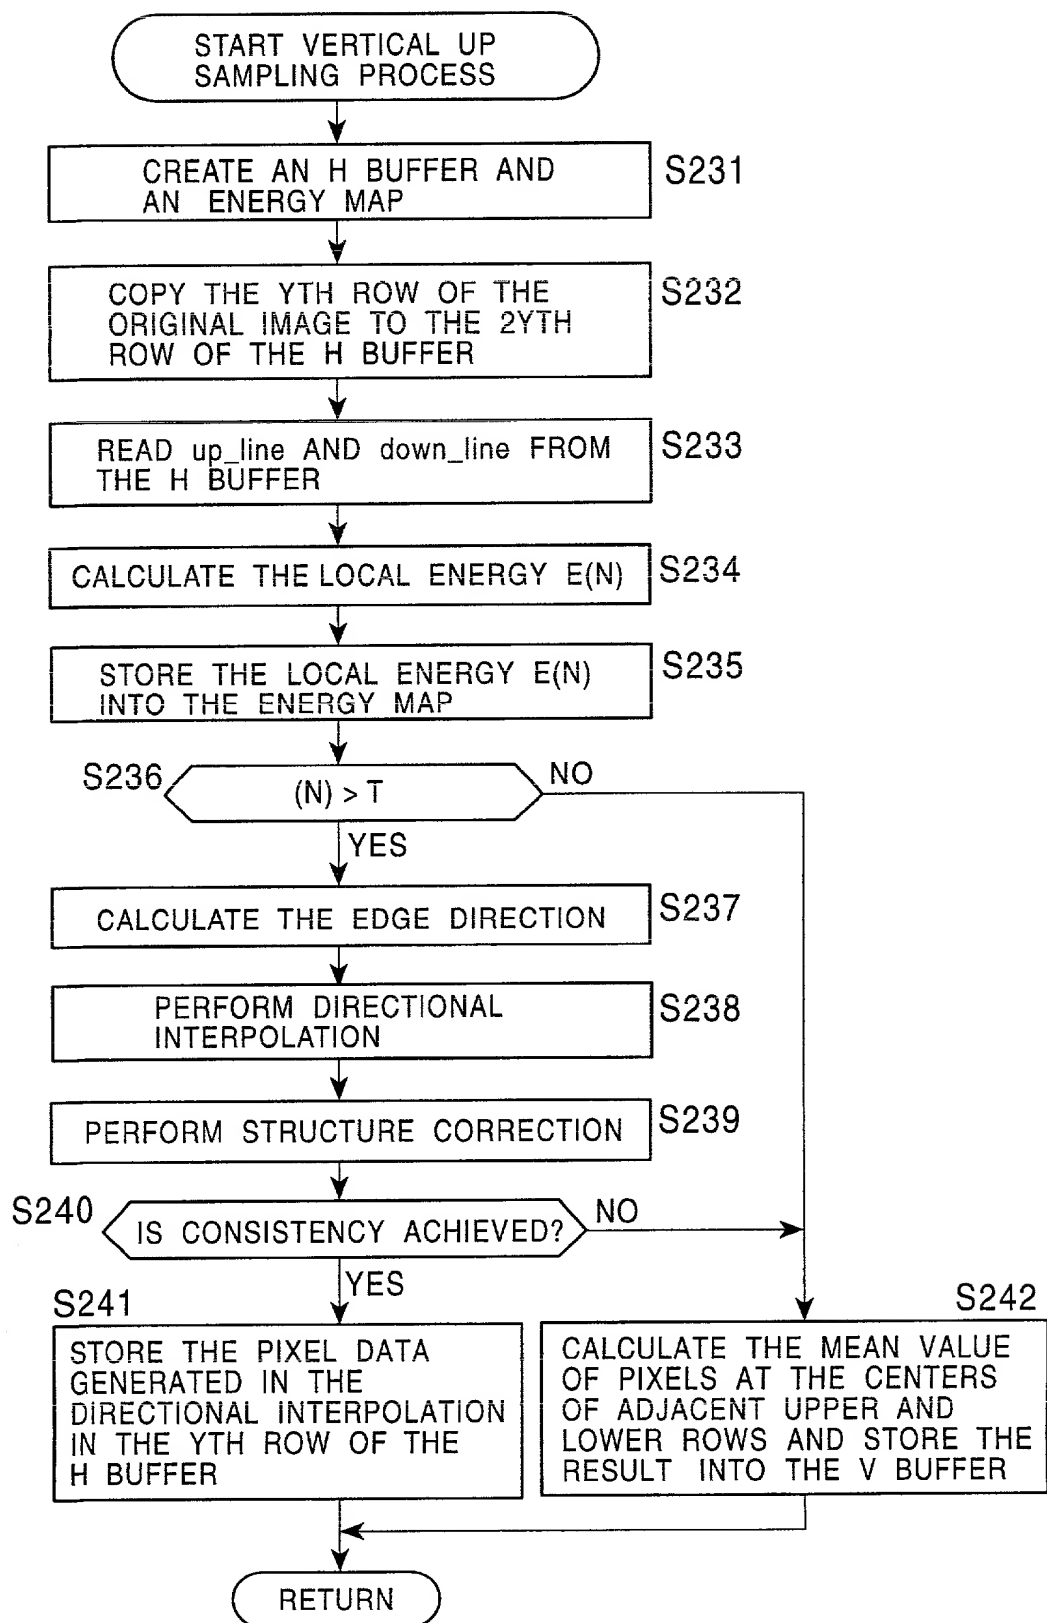 START VERTICAL UP
SAMPLING PROCESS
CREATE AN H BUFFER AND
AN ENERGY MAP
S231
COPY THE YTH ROW OF THE
ORIGINAL IMAGE TO THE 2YTH
ROW OF THE H BUFFER
S232
READ up_line AND down_line FROM
THE H BUFFER
S233
CALCULATE THE LOCAL ENERGY E(N)
S234
STORE THE LOCAL ENERGY E(N)
INTO THE ENERGY MAP
S235
S236
(N) > T
NO
YES
CALCULATE THE EDGE DIRECTION
S237
PERFORM DIRECTIONAL
INTERPOLATION
S238
PERFORM STRUCTURE CORRECTION
S239
S240
IS CONSISTENCY ACHIEVED?
NO
YES
S241
STORE THE PIXEL DATA
GENERATED IN THE
DIRECTIONAL INTERPOLATION
IN THE YTH ROW OF THE
H BUFFER
S242
CALCULATE THE MEAN VALUE
OF PIXELS AT THE CENTERS
OF ADJACENT UPPER AND
LOWER ROWS AND STORE THE
RESULT INTO THE V BUFFER
RETURN